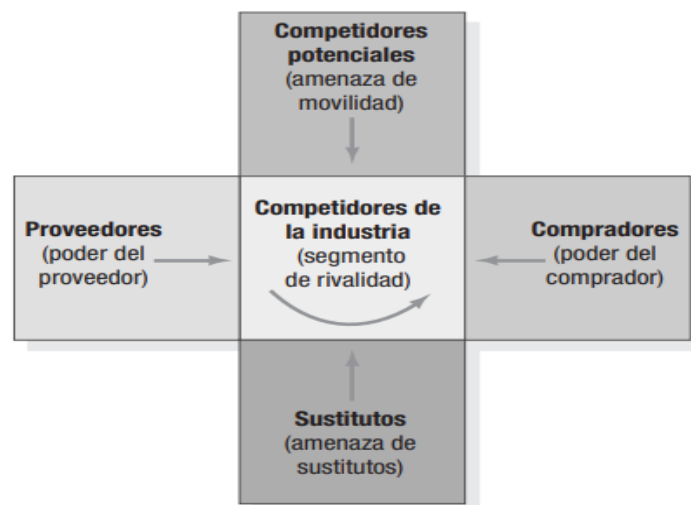 Competidores
potenciales
(amenaza de
movilidad)
Proveedores
(poder del
proveedor)
Competidores de
la industria
(segmento
de rivalidad)
Compradores
(poder del
comprador)
Sustitutos
(amenaza de
sustitutos)